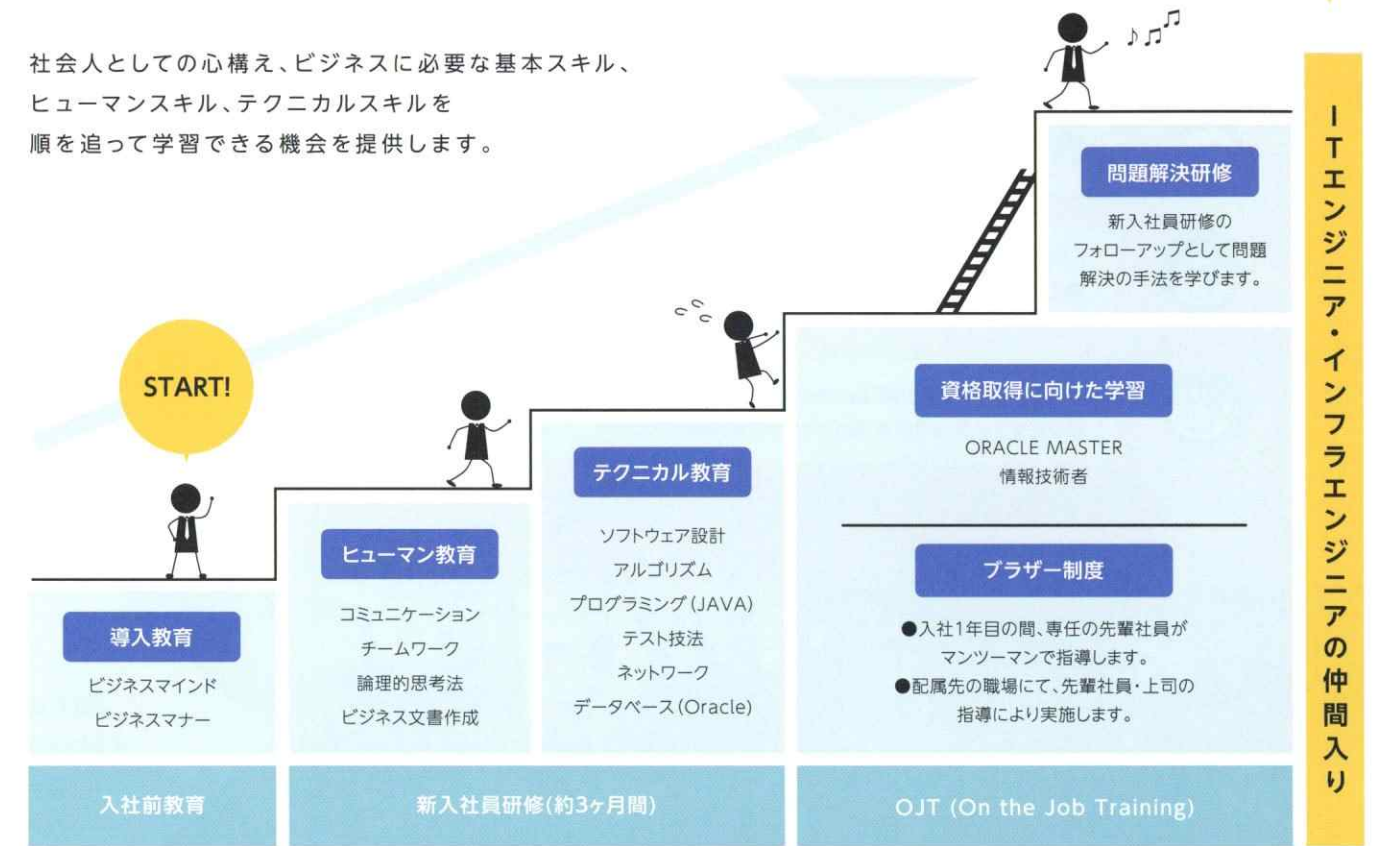 社会人としての心構え、ビジネスに必要な基本スキル、
ヒューマンスキル、テクニカルスキルを
順を追って学習できる機会を提供します。
START!
導入教育
ビジネスマインド
ビジネスマナー
入社前教育
ヒューマン教育
コミュニケーション
チームワーク
論理的思考法
ビジネス文書作成
テクニカル教育
ソフトウェア設計
アルゴリズム
プログラミング(JAVA)
テスト技法
ネットワーク
データベース(Oracle)
新入社員研修(約3ヶ月間)
問題解決研修
新入社員研修の
フォローアップとして問題
解決の手法を学びます。
資格取得に向けた学習
ORACLE MASTER
情報技術者
ブラザー制度
●入社1年目の間、専任の先輩社員が
マンツーマンで指導します。
●配属先の職場にて、先輩社員・上司の
指導により実施します。
OJT (On the Job Training)
ITエンジニア・インフラエンジニアの仲間入り